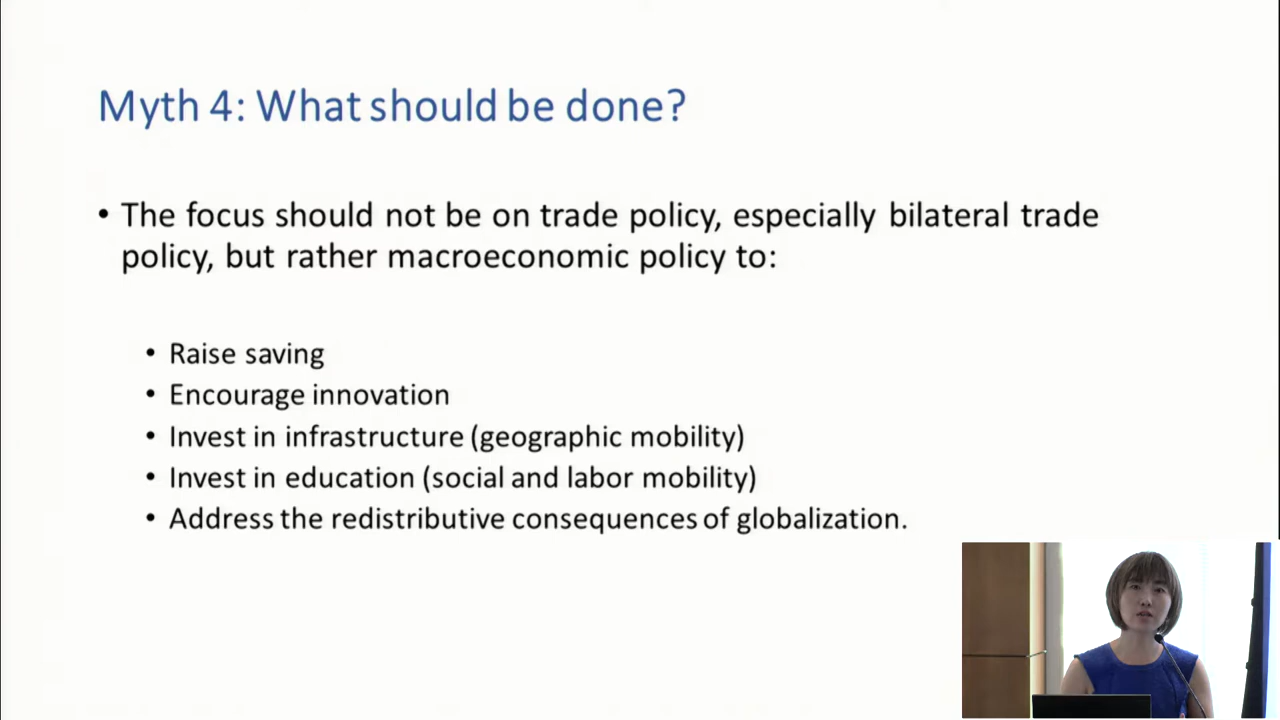 Myth 4: What should be done?
• The focus should not be on trade policy, especially bilateral trade
policy, but rather macroeconomic policy to:
• Raise saving
• Encourage innovation
• Invest in infrastructure (geographic mobility)
• Invest in education (social and labor mobility)
• Address the redistributive consequences of globalization.